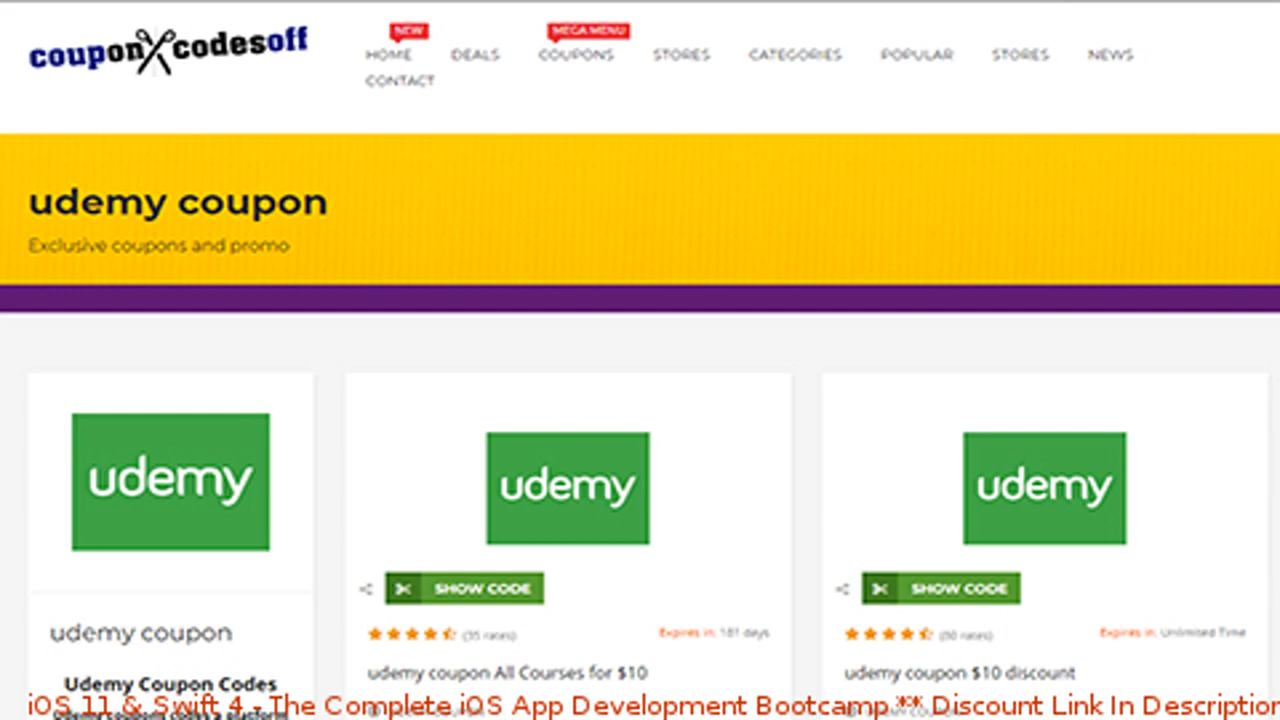 couponcodesoff
NEW
MEGA MENU
HOME DEALS COUPONS STORES CATEGORIES POPULAR STORES NEWS
CONTACT
udemy coupon
Exclusive coupons and promo
udemy
udemy
udemy
SHOW CODE
SHOW CODE
(35 rates) Expires in: 181 days
(80 rates) Expires in: Unlimited Time
udemy coupon
udemy coupon All Courses for $10
udemy coupon $10 discount
Udemy Coupon Codes
iOS 11 & Swift 4 - The Complete iOS App Development Bootcamp ** Discount Link In Descriptio